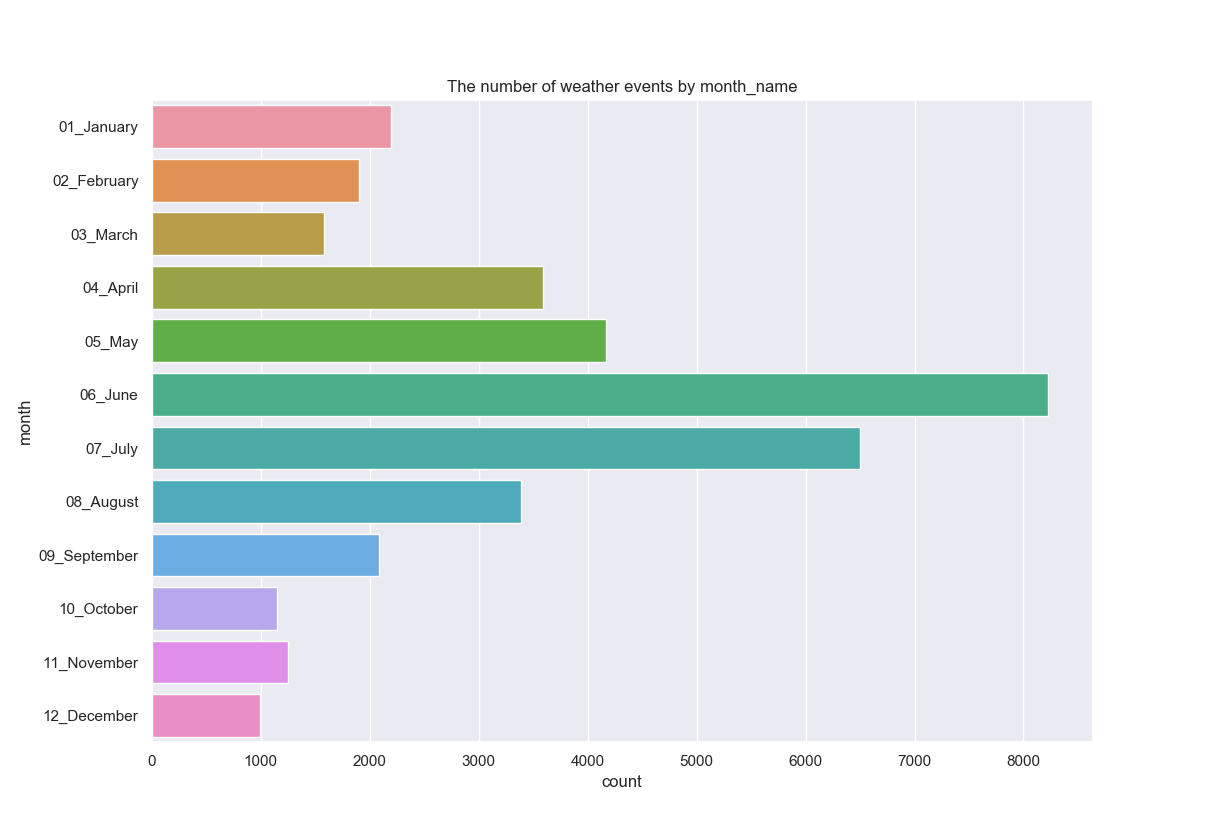 The number of weather events by month_name
01_January
02_February
03_March
04_April
05_May
06_June
07_July
08_August
09_September
10_October
11_November
12_December
month
0 1000 2000 3000 4000 5000 6000 7000 8000
count